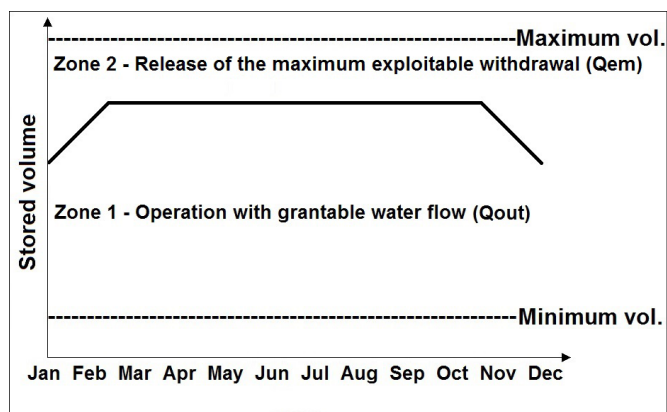 Maximum vol.
Zone 2 - Release of the maximum exploitable withdrawal (Qem)
Stored volume
Zone 1 - Operation with grantable water flow (Qout)
Minimum vol.
Jan Feb Mar Apr May Jun Jul Aug Sep Oct Nov Dec